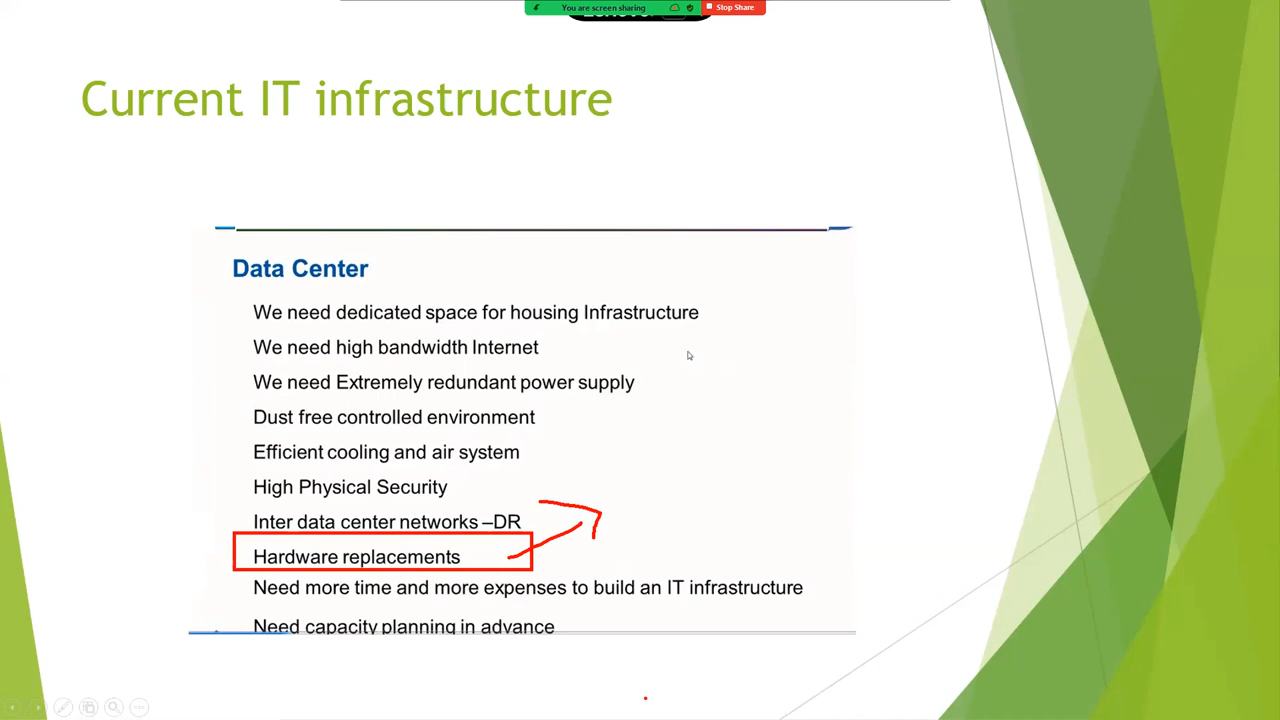 You are screen sharing
Stop Share
Current IT infrastructure
Data Center
We need dedicated space for housing Infrastructure
We need high bandwidth Internet
We need Extremely redundant power supply
Dust free controlled environment
Efficient cooling and air system
High Physical Security
Inter data center networks –DR
Hardware replacements
Need more time and more expenses to build an IT infrastructure
Need capacity planning in advance